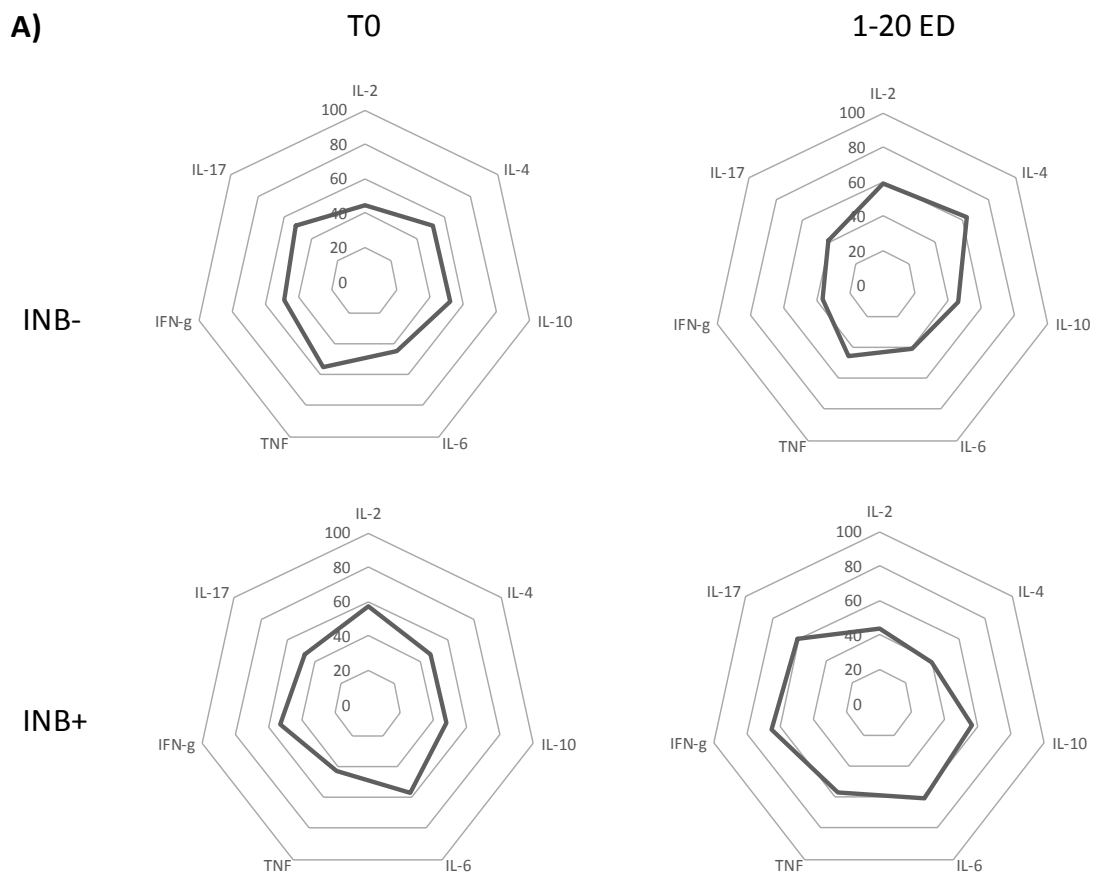 A)
T0
1-20 ED
INB-
IL-2
100
80
60
40
20
0
IL-4
IL-10
IL-6
TNF
IFN-g
IL-17
IL-2
100
80
60
40
20
0
IL-4
IL-10
IL-6
TNF
IFN-g
IL-17
INB+
IL-2
100
80
60
40
20
0
IL-4
IL-10
IL-6
TNF
IFN-g
IL-17
IL-2
100
80
60
40
20
0
IL-4
IL-10
IL-6
TNF
IFN-g
IL-17